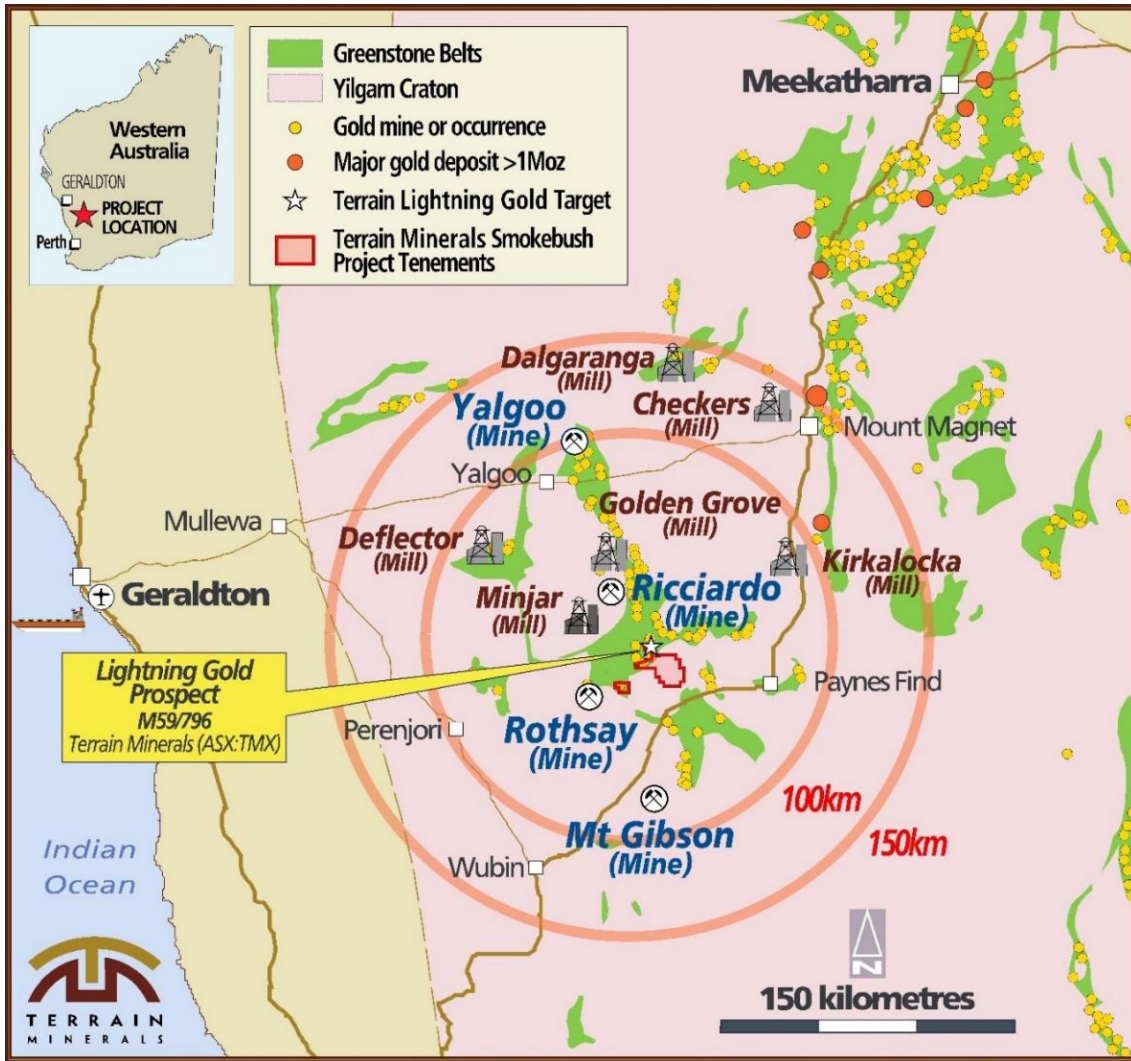 Western
Australia
GERALDTON
PROJECT
LOCATION
Perth
Greenstone Belts
Yilgarn Craton
Gold mine or occurrence
Major gold deposit >1Moz
Terrain Lightning Gold Target
Terrain Minerals Smokebush
Project Tenements
Meekatharra
Dalgaranga
(Mill)
Checkers
(Mill)
Yalgoo
(Mine)
Mount Magnet
Yalgoo
Golden Grove
(Mill)
Mullewa
Deflector
(Mill)
Kirkalocka
(Mill)
Geraldton
Minjar
(Mill)
Ricciardo
(Mine)
Lightning Gold
Prospect
M59/796
Terrain Minerals (ASX:TMX)
Paynes Find
Perenjori
Rothsay
(Mine)
100km
150km
Mt Gibson
(Mine)
Indian
Ocean
Wubin
N
150 kilometres
TERRAIN
MINERALS